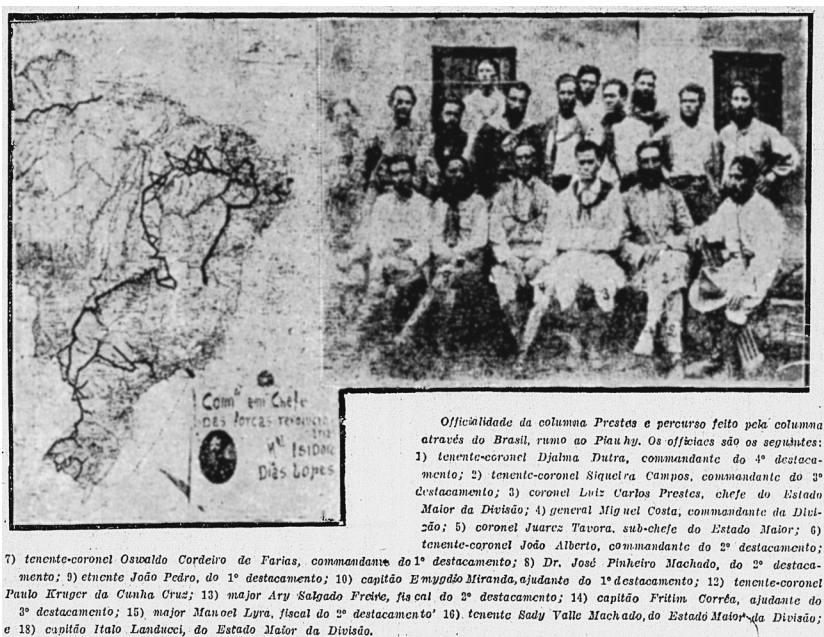 Com.º em Chefe
DAS forças
Mal ISIDORO
Dias Lopes
Officialidade da columna Prestes e percurso feito pela columna
através do Brasil, rumo ao Piauhy. Os officiaes são os seguintes:
1) tenente-coronel Djalma Dutra, commandante do 4º destaca-
mento; 2) tenente-coronel Siqueira Campos, commandante do 3º
destacamento; 3) coronel Luiz Carlos Prestes, chefe do Estado
Maior da Divisão; 4) general Miguel Costa, commandante da Divi-
são; 5) coronel Juarez Tavora, sub-chefe do Estado Maior; 6)
tenente-coronel João Alberto, commandante do 2º destacamento;
7) tenente-coronel Oswaldo Cordeiro de Farias, commandante do 1º destacamento; 8) Dr. José Pinheiro Machado, do 2º destaca-
mento; 9) etnente João Pedro, do 1º destacamento; 10) capitão Emygdio Miranda, ajudante do 1º destacamento; 12) tenente-coronel
Paulo Kruger da Cunha Cruz; 13) major Ary Salgado Freire, fiscal do 2º destacamento; 14) capitão Fritim Corrêa, ajudante do
3º destacamento; 15) major Manoel Lyra, fiscal do 2º destacamento' 16) tenente Sady Valle Machado, do Estado Maior da Divisão;
e 18) capitão Italo Landucci, do Estado Maior da Divisão.